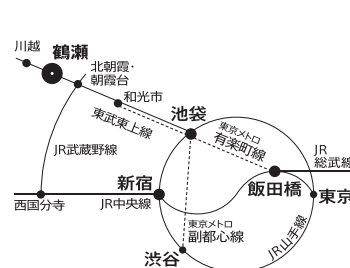 川越
鶴瀬
北朝霞・
朝霞台
和光市
東武東上線
池袋
東京メトロ
有楽町線
JR武蔵野線
JR
総武線
飯田橋
新宿
西国分寺
JR中央線
東京
東京メトロ
副都心線
JR山手線
渋谷